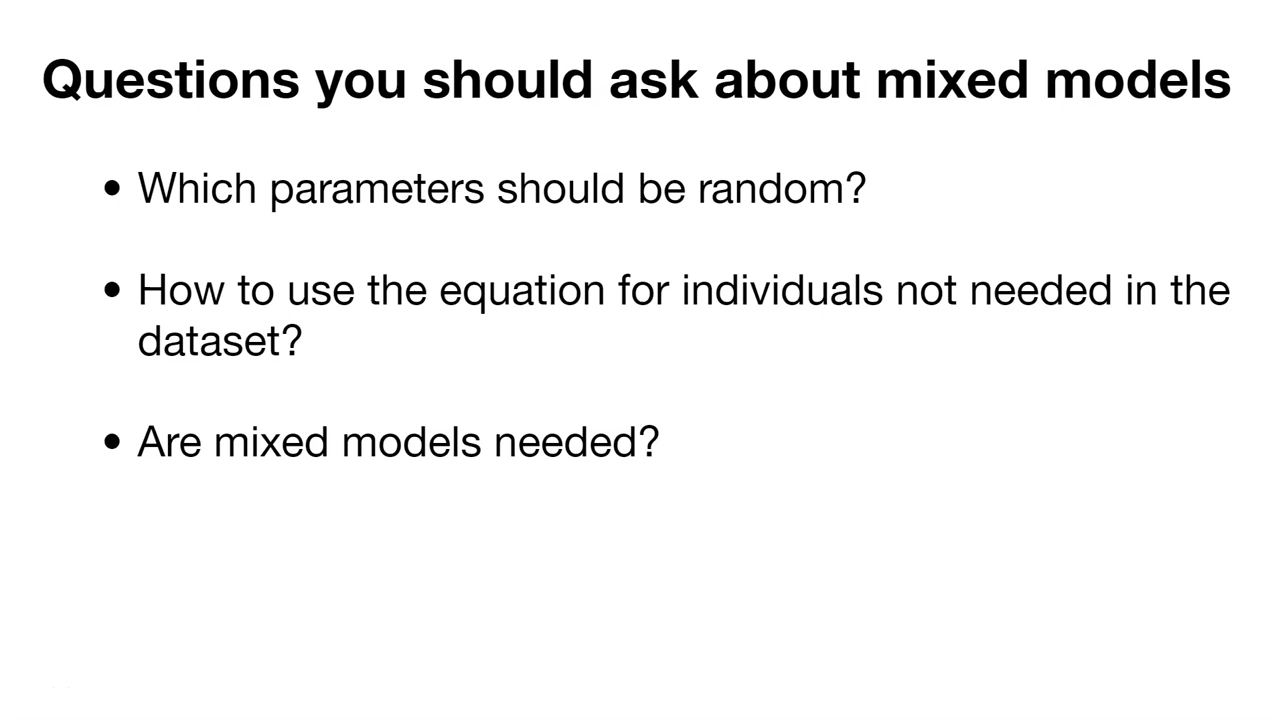 Questions you should ask about mixed models
• Which parameters should be random?
• How to use the equation for individuals not needed in the
dataset?
• Are mixed models needed?